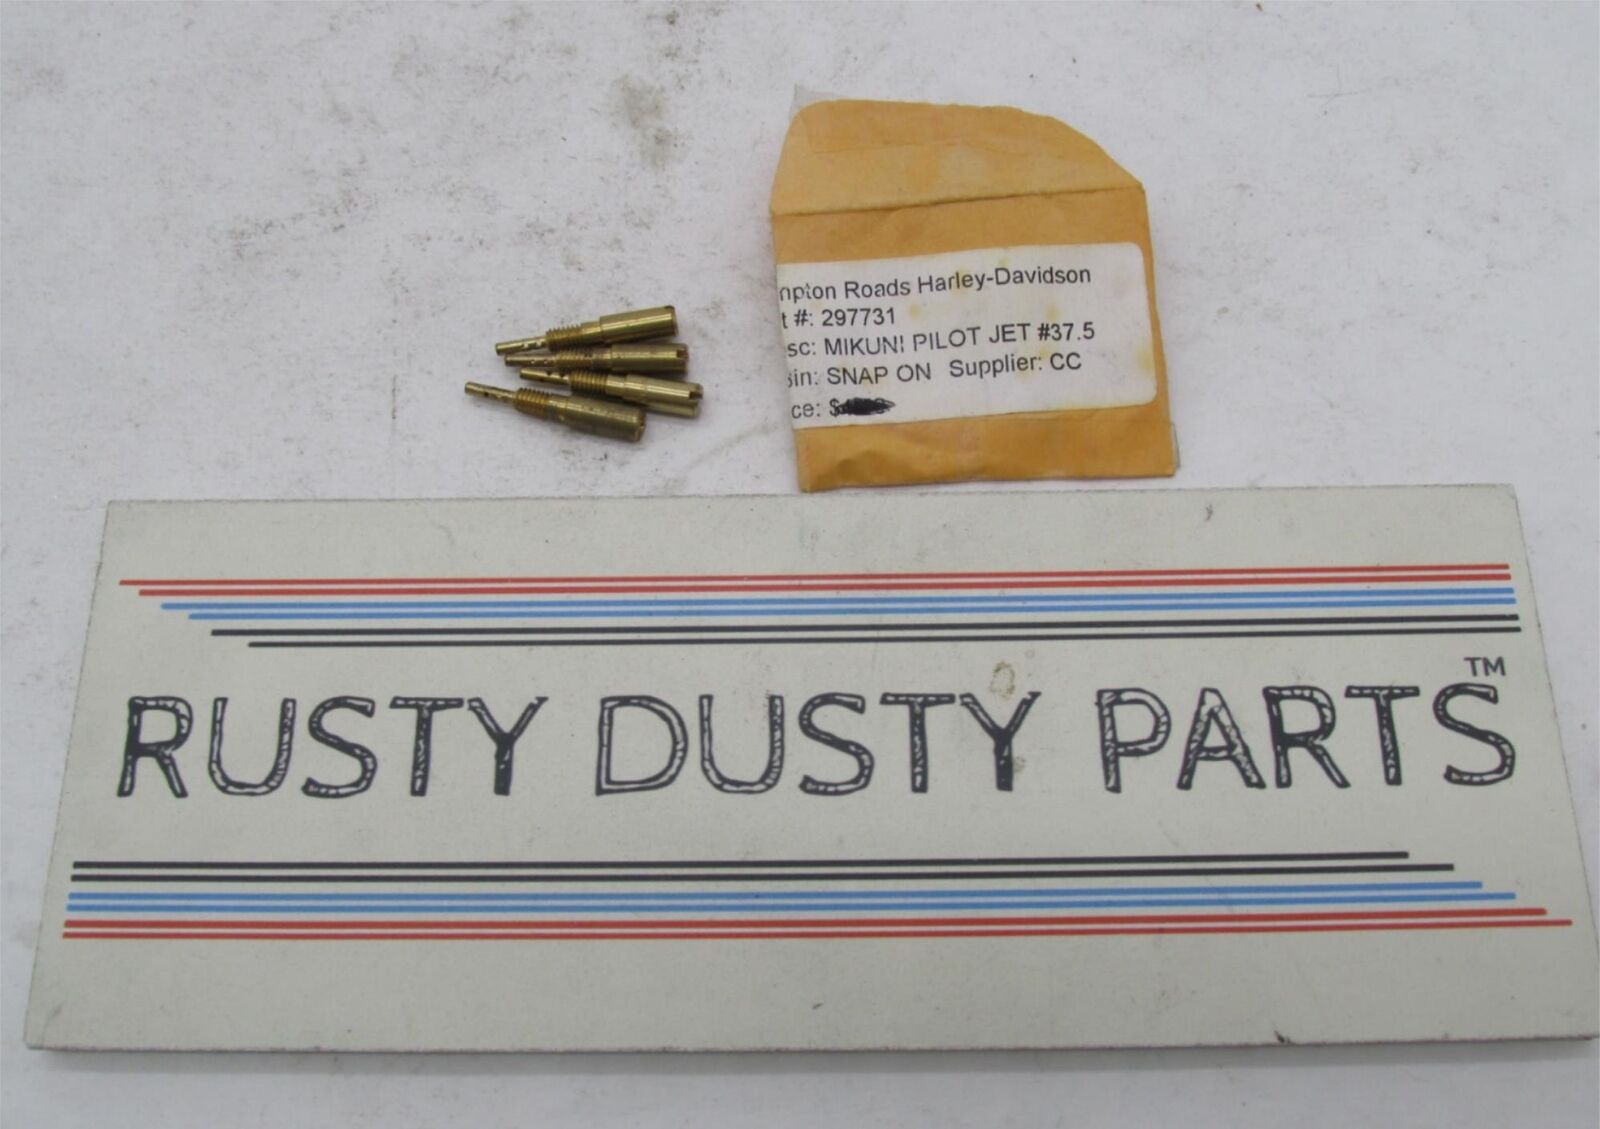 mpton Roads Harley-Davidson
t #: 297731
sc: MIKUNI PILOT JET #37.5
Bin: SNAP ON Supplier: CC
ce: $
RUSTY DUSTY PARTS™